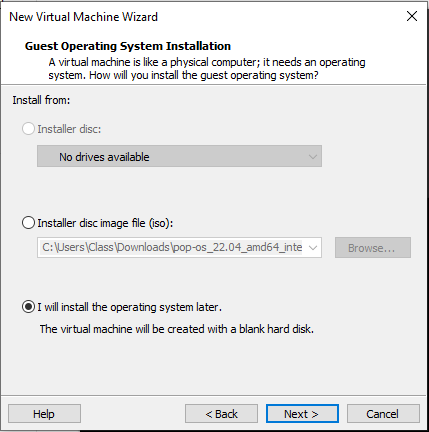 New Virtual Machine Wizard
Guest Operating System Installation
A virtual machine is like a physical computer; it needs an operating
system. How will you install the guest operating system?
Install from:
Installer disc:
No drives available
Installer disc image file (iso):
C:\Users\Class\Downloads\pop-os_22.04_amd64_inte
Browse...
I will install the operating system later.
The virtual machine will be created with a blank hard disk.
Help
< Back
Next >
Cancel